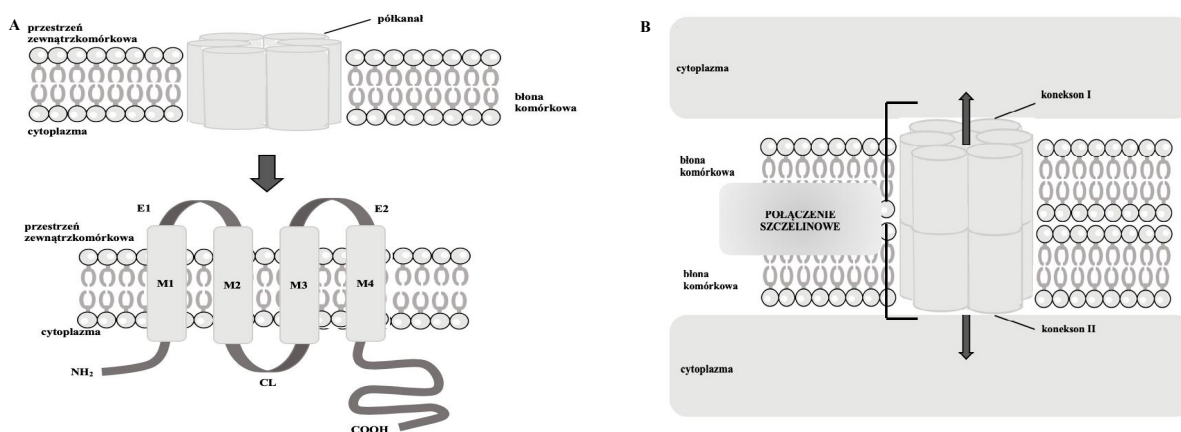 A
przestrzeń
zewnątrzkomórkowa
półkanał
błona
komórkowa
cytoplazma
E1
E2
przestrzeń
zewnątrzkomórkowa
M1
M2
M3
M4
cytoplazma
NH₂
CL
COOH
B
cytoplazma
konekson I
błona
komórkowa
POŁĄCZENIE
SZCZELINOWE
błona
komórkowa
konekson II
cytoplazma